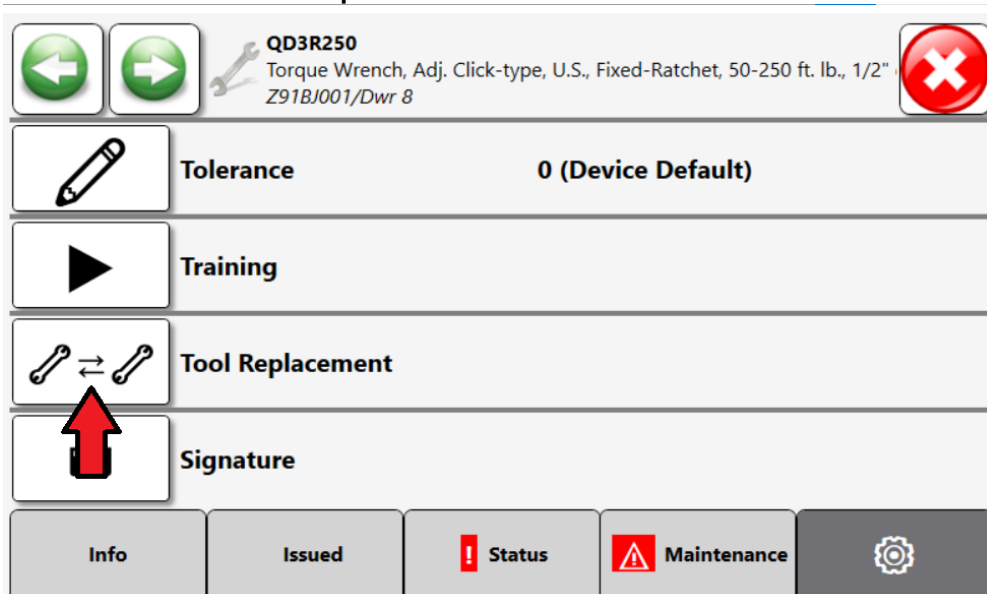 QD3R250
Torque Wrench, Adj. Click-type, U.S., Fixed-Ratchet, 50-250 ft. lb., 1/2"
Z91BJ001/Dwr 8
Tolerance 0 (Device Default)
Training
Tool Replacement
Signature
Info Issued ! Status Maintenance